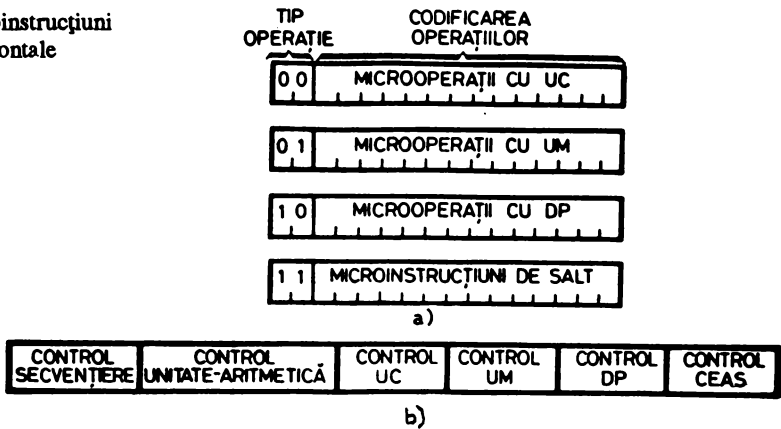 instrucţiuni
ontale
TIP
OPERAŢIE
CODIFICAREA
OPERAŢIILOR
0 0 MICROOPERAŢII CU UC
0 1 MICROOPERAŢII CU UM
1 0 MICROOPERAŢII CU DP
1 1 MICROINSTRUCŢIUNI DE SALT
a)
CONTROL
SECVENŢIERE
CONTROL
UNITATE-ARITMETICĂ
CONTROL
UC
CONTROL
UM
CONTROL
DP
CONTROL
CEAS
b)